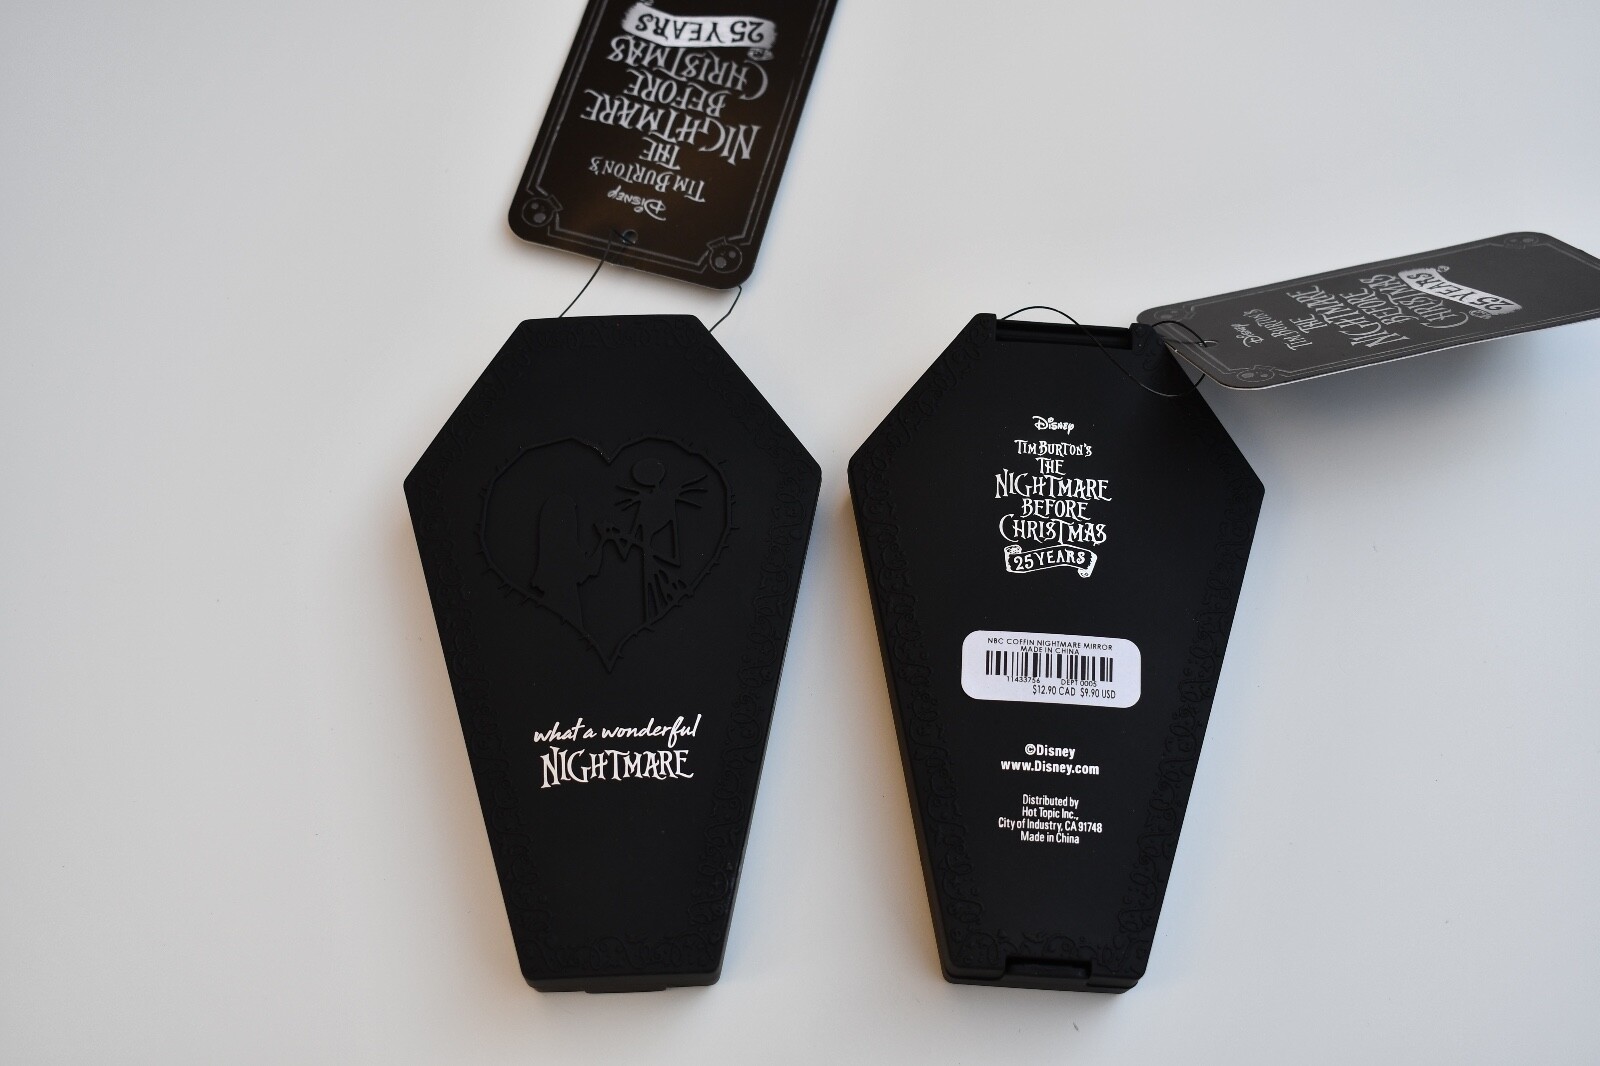 Disney
TIM BURTON'S
THE
NIGHTMARE
BEFORE
CHRISTMAS
25 YEARS
Disney
TIM BURTON'S
THE
NIGHTMARE
BEFORE
CHRISTMAS
25 YEARS
what a wonderful
NIGHTMARE
Disney
TIM BURTON'S
THE
NIGHTMARE
BEFORE
CHRISTMAS
25 YEARS
NBC COFFIN NIGHTMARE MIRROR
MADE IN CHINA
11433756 DEPT 0005
$12.90 CAD $9.90 USD
©Disney
www.Disney.com
Distributed by
Hot Topic Inc.,
City of Industry, CA 91748
Made in China